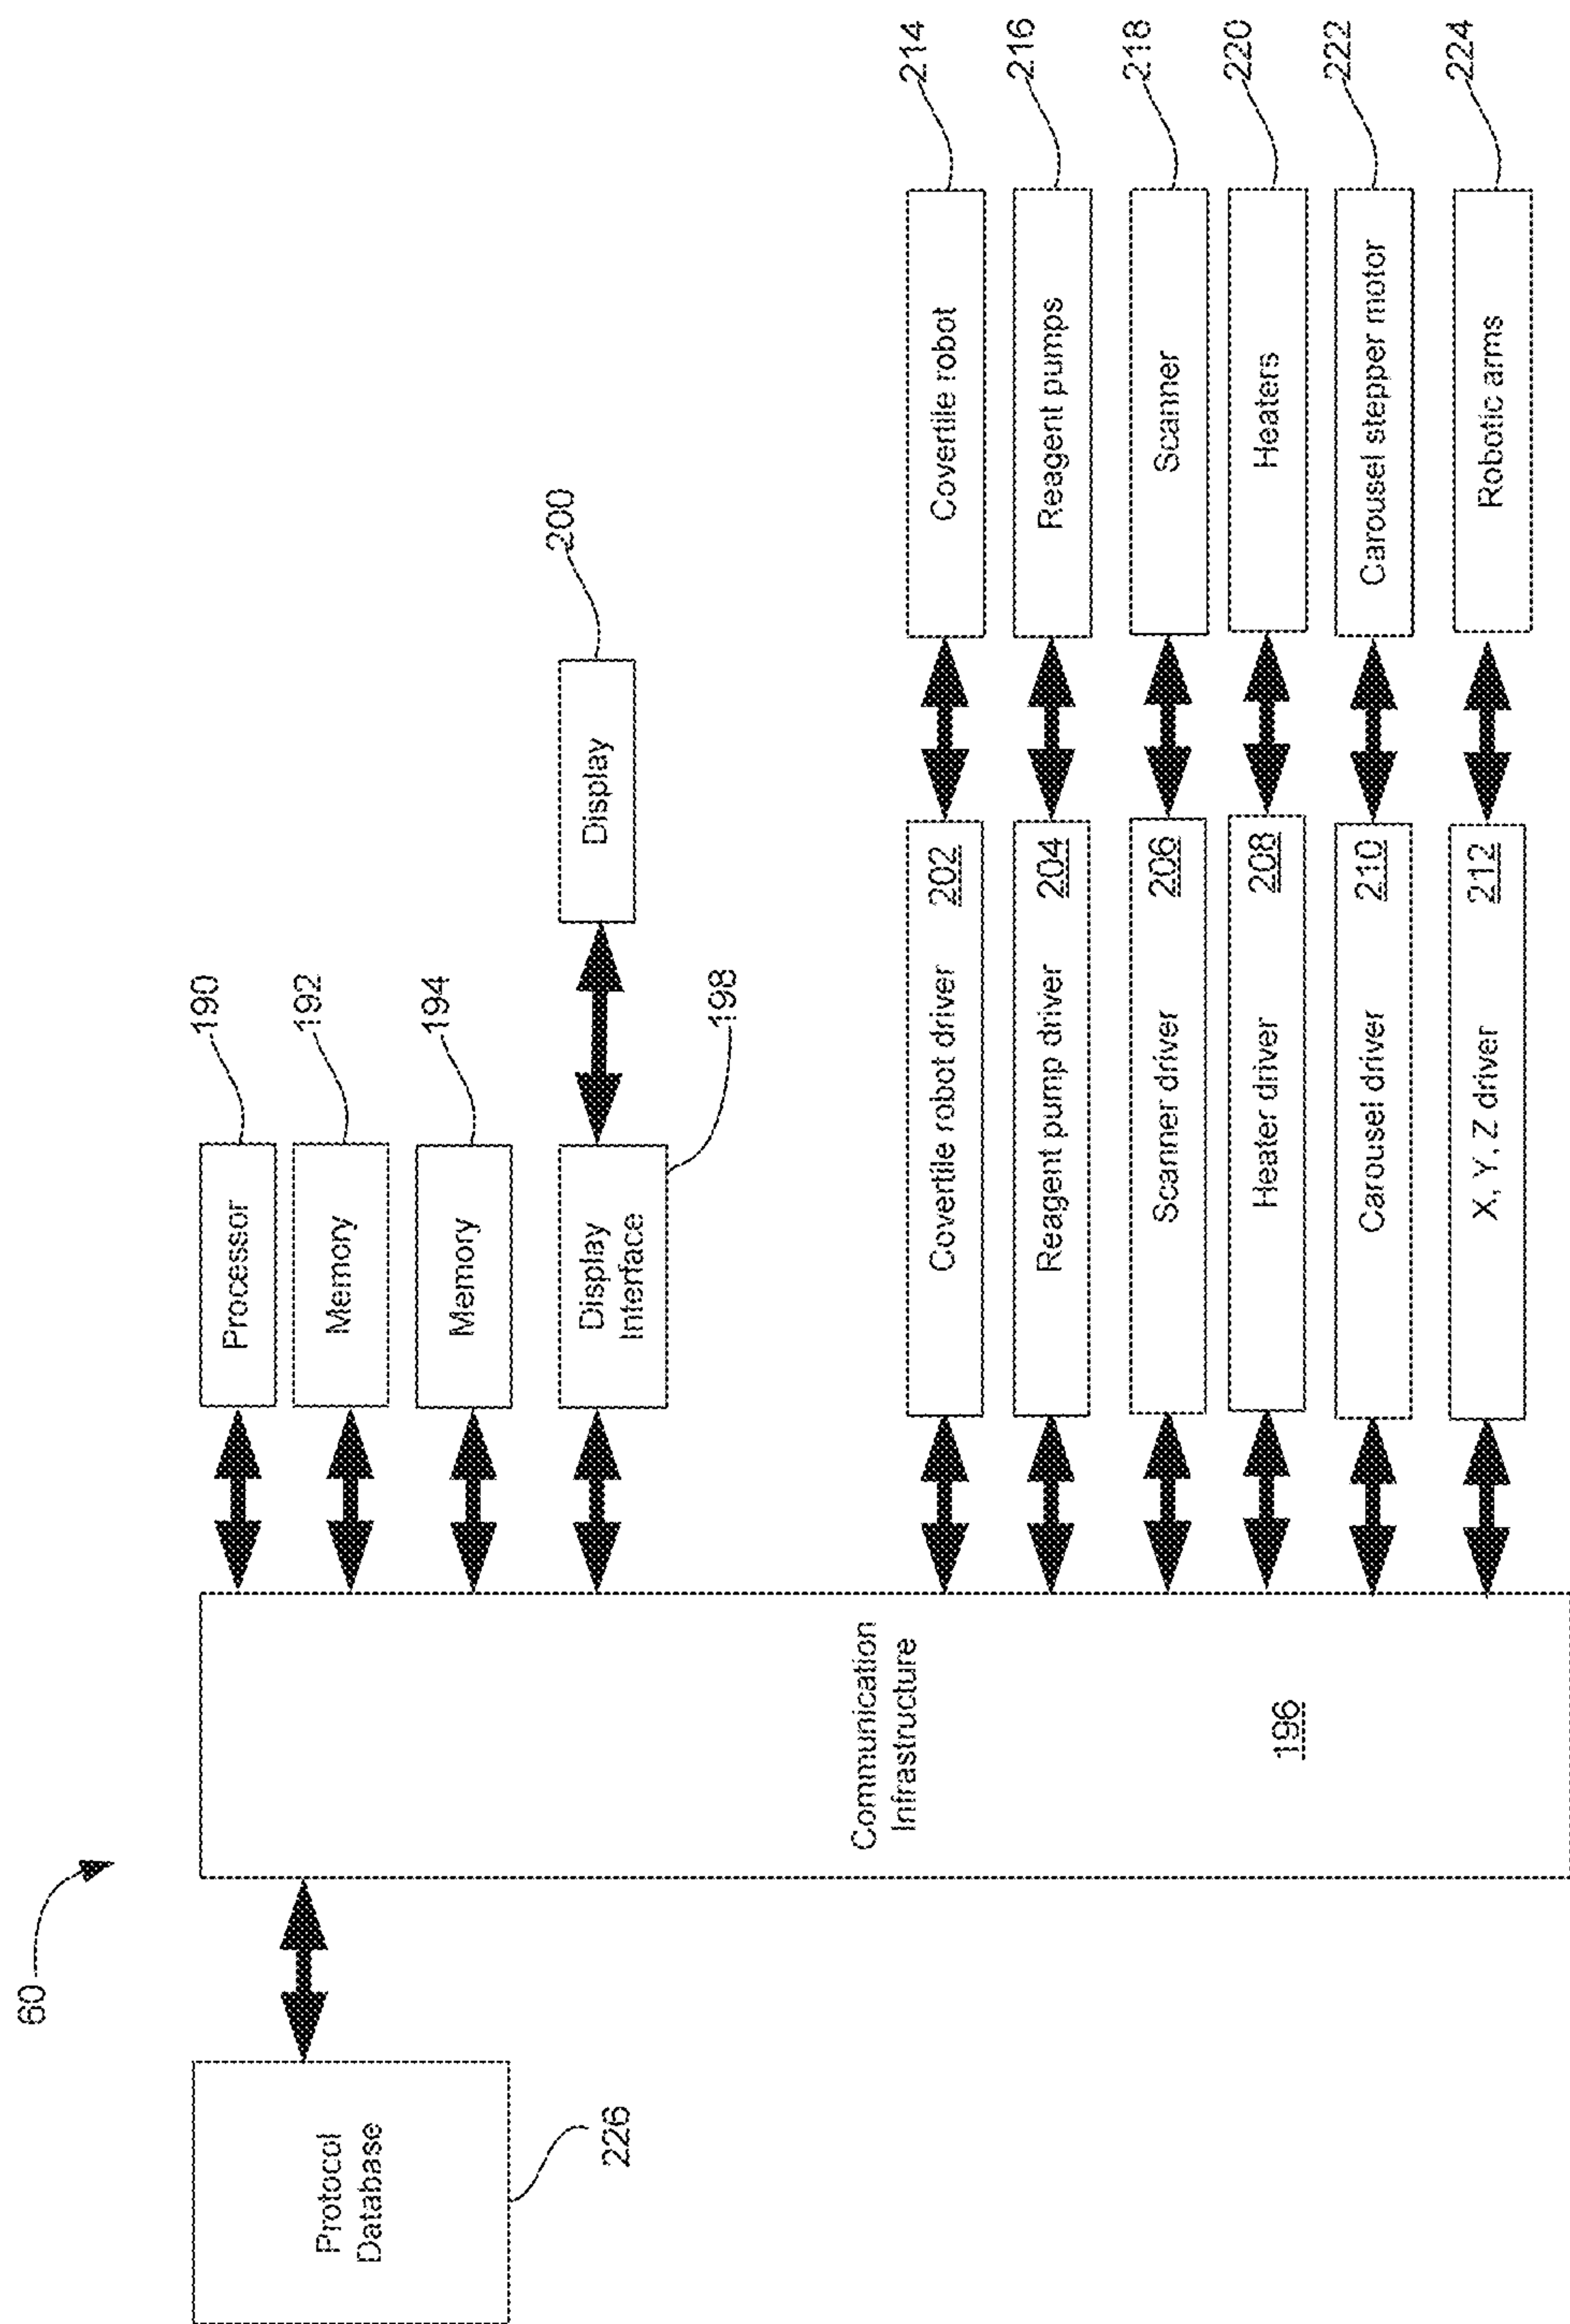 60
Protocol
Database
226
Communication
Infrastructure
196
Processor
190
Memory
192
Memory
194
Display
Interface
198
Display
200
Covertile robot driver 202
Covertile robot
214
Reagent pump driver 204
Reagent pumps
216
Scanner driver 206
Scanner
218
Heater driver 208
Heaters
220
Carousel driver 210
Carousel stepper motor
222
X, Y, Z driver 212
Robotic arms
224